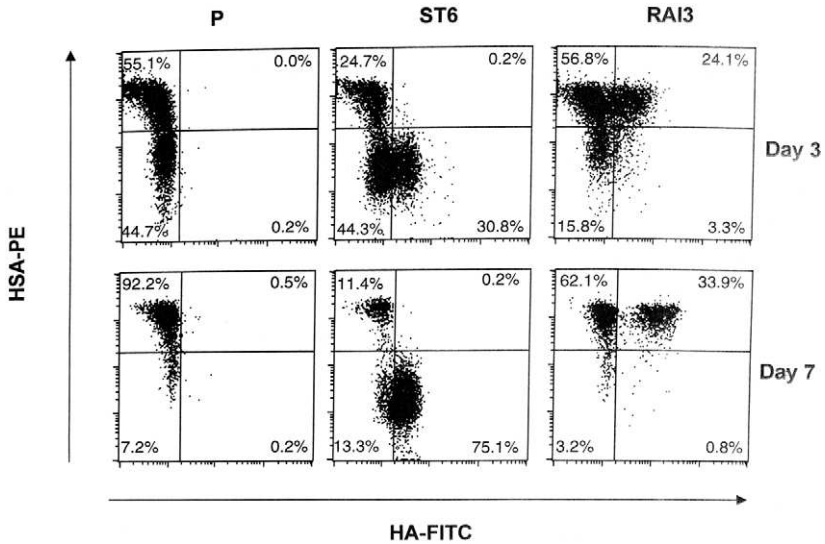 P ST6 RAI3
55.1% 0.0% 24.7% 0.2% 56.8% 24.1%
Day 3
44.7% 0.2% 44.3% 30.8% 15.8% 3.3%
HSA-PE
92.2% 0.5% 11.4% 0.2% 62.1% 33.9%
Day 7
7.2% 0.2% 13.3% 75.1% 3.2% 0.8%
HA-FITC